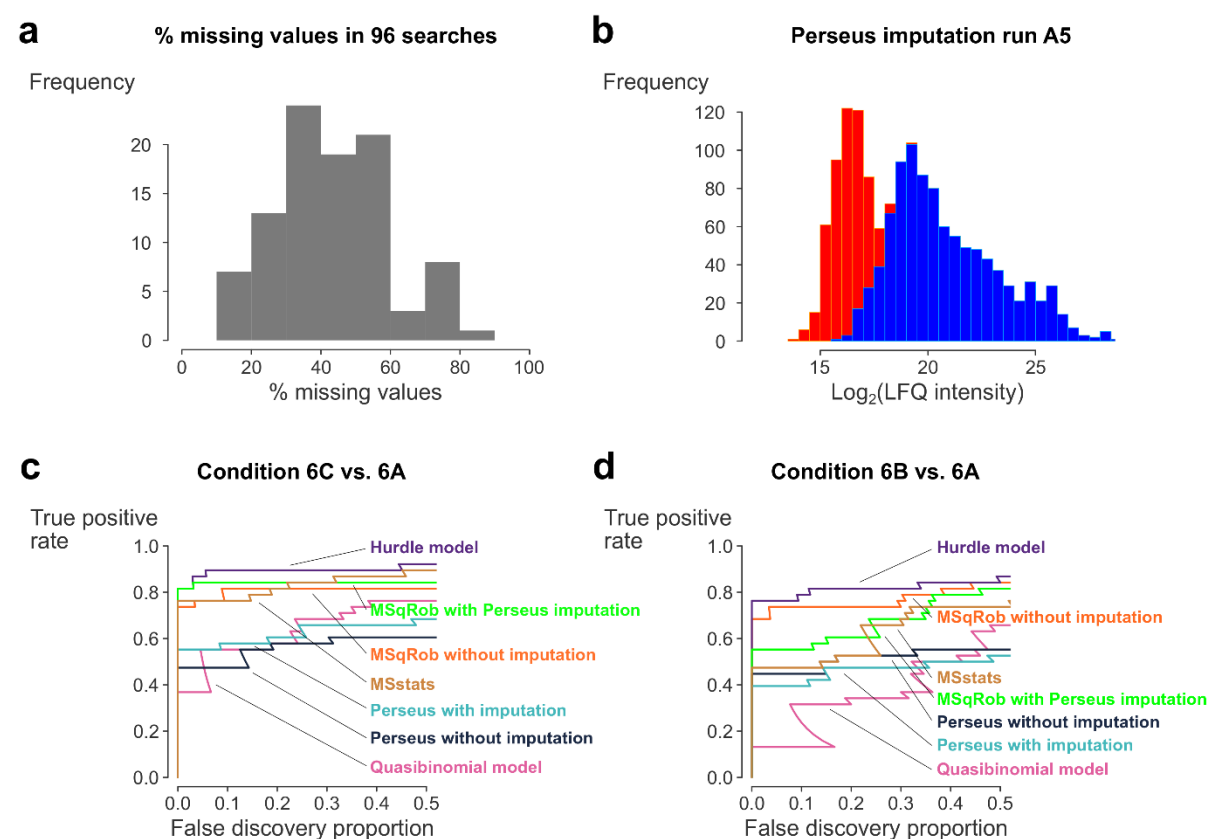 a
% missing values in 96 searches
Frequency
20
15
10
5
0
0 20 40 60 80 100
% missing values
b
Perseus imputation run A5
Frequency
120
100
80
60
40
20
0
15 20 25
Log2(LFQ intensity)
c
Condition 6C vs. 6A
True positive
rate
1.0
0.8
0.6
0.4
0.2
0.0
Hurdle model
MSqRob with Perseus imputation
MSqRob without imputation
MSstats
Perseus with imputation
Perseus without imputation
Quasibinomial model
0.0 0.1 0.2 0.3 0.4 0.5
False discovery proportion
d
Condition 6B vs. 6A
True positive
rate
1.0
0.8
0.6
0.4
0.2
0.0
Hurdle model
MSqRob without imputation
MSstats
MSqRob with Perseus imputation
Perseus without imputation
Perseus with imputation
Quasibinomial model
0.0 0.1 0.2 0.3 0.4 0.5
False discovery proportion